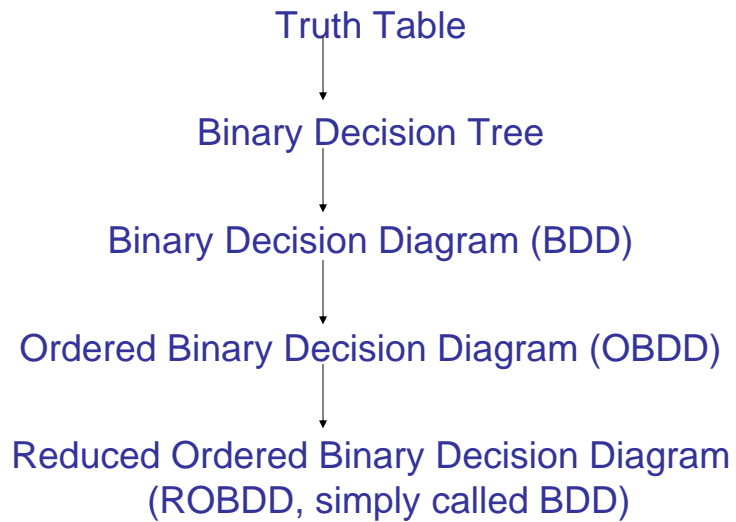 Truth Table
Binary Decision Tree
Binary Decision Diagram (BDD)
Ordered Binary Decision Diagram (OBDD)
Reduced Ordered Binary Decision Diagram
(ROBDD, simply called BDD)